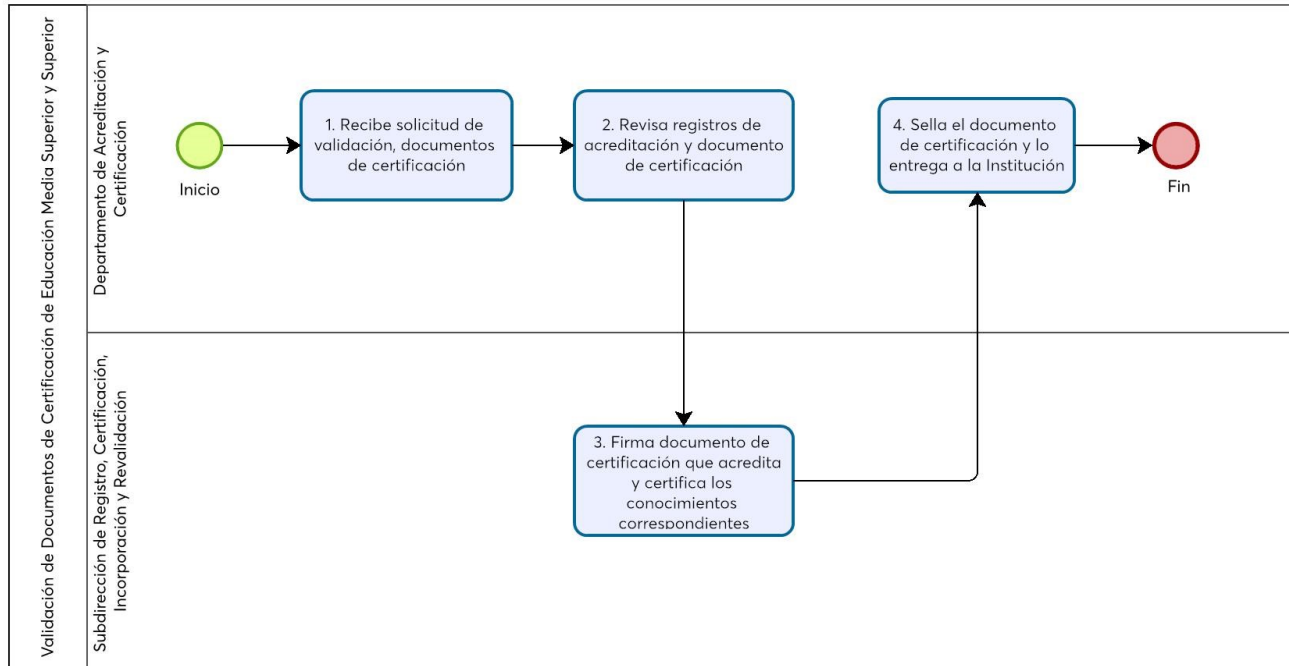 Validación de Documentos de Certificación de Educación Media Superior y Superior
Departamento de Acreditación y
Certificación
Inicio
1. Recibe solicitud de
validación, documentos
de certificación
2. Revisa registros de
acreditación y documento
de certificación
4. Sella el documento
de certificación y lo
entrega a la Institución
Fin
Subdirección de Registro, Certificación,
Incorporación y Revalidación
3. Firma documento de
certificación que acredita
y certifica los
conocimientos
correspondientes